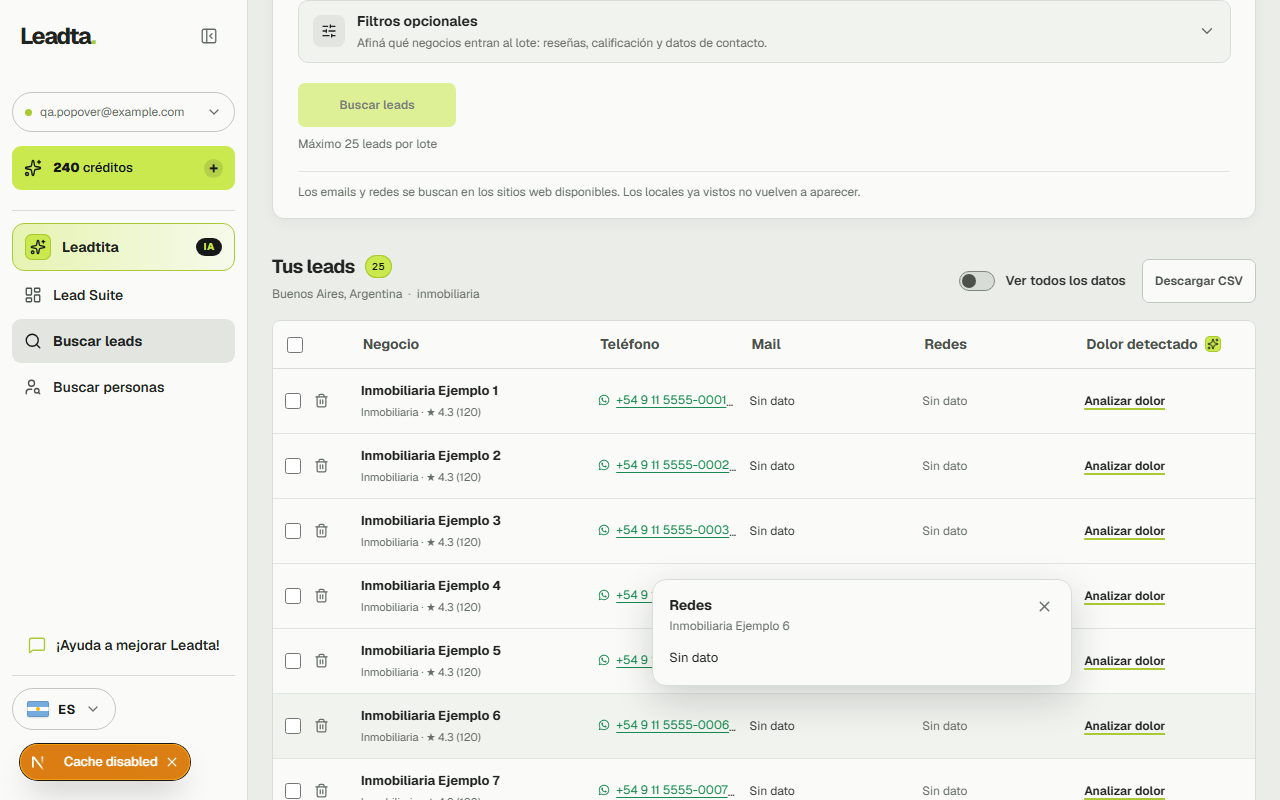 Leadta.
qa.popover@example.com
240 créditos
Leadtita IA
Lead Suite
Buscar leads
Buscar personas
¡Ayuda a mejorar Leadta!
ES
Cache disabled
Filtros opcionales
Afiná qué negocios entran al lote: reseñas, calificación y datos de contacto.
Buscar leads
Máximo 25 leads por lote
Los emails y redes se buscan en los sitios web disponibles. Los locales ya vistos no vuelven a aparecer.
Tus leads 25
Buenos Aires, Argentina · inmobiliaria
Ver todos los datos
Descargar CSV
Negocio Teléfono Mail Redes Dolor detectado
Inmobiliaria Ejemplo 1
Inmobiliaria · ★ 4.3 (120)
+54 9 11 5555-0001… Sin dato Sin dato Analizar dolor
Inmobiliaria Ejemplo 2
Inmobiliaria · ★ 4.3 (120)
+54 9 11 5555-0002… Sin dato Sin dato Analizar dolor
Inmobiliaria Ejemplo 3
Inmobiliaria · ★ 4.3 (120)
+54 9 11 5555-0003… Sin dato Sin dato Analizar dolor
Inmobiliaria Ejemplo 4
Inmobiliaria · ★ 4.3 (120)
+54 9 Analizar dolor
Inmobiliaria Ejemplo 5
Inmobiliaria · ★ 4.3 (120)
+54 9 Analizar dolor
Redes
Inmobiliaria Ejemplo 6
Sin dato
Inmobiliaria Ejemplo 6
Inmobiliaria · ★ 4.3 (120)
+54 9 11 5555-0006… Sin dato Sin dato Analizar dolor
Inmobiliaria Ejemplo 7
+54 9 11 5555-0007… Sin dato Sin dato Analizar dolor